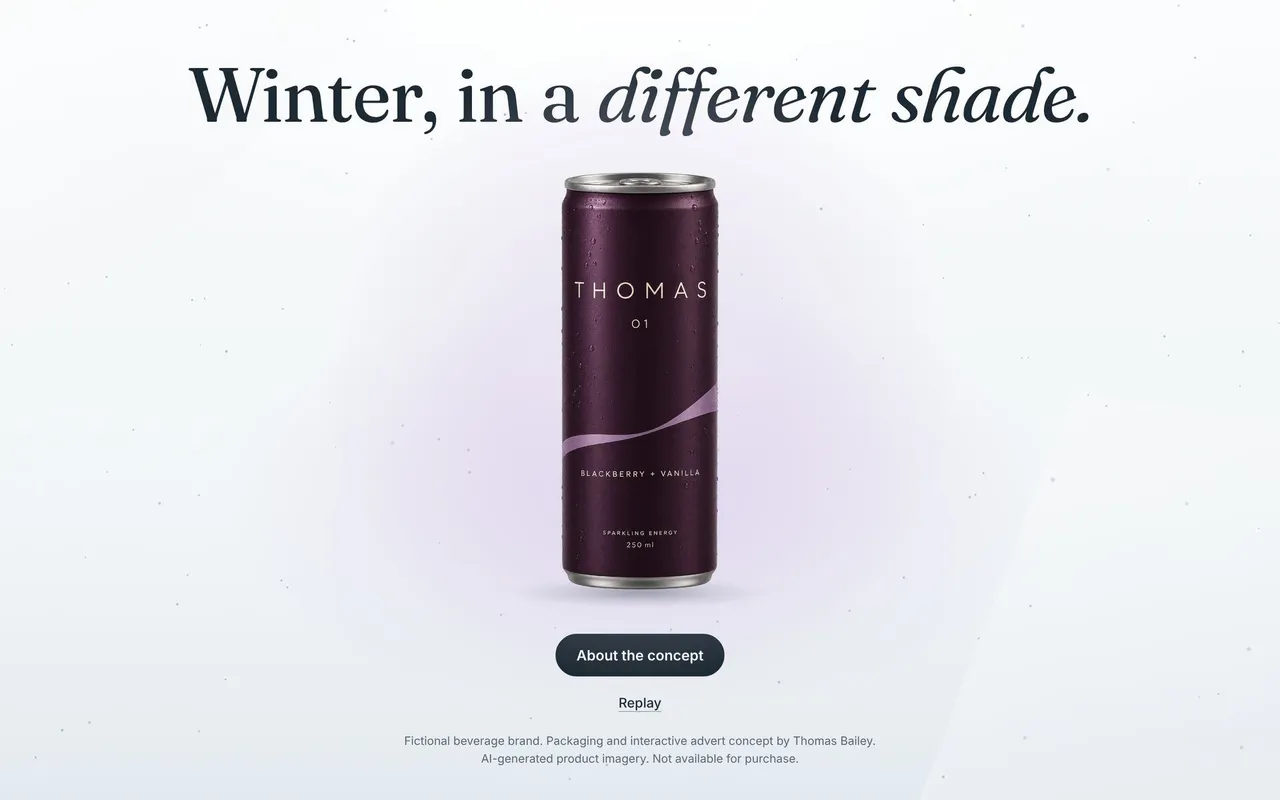 Winter, in a different shade.
THOMAS
01
BLACKBERRY + VANILLA
SPARKLING ENERGY
250 ml
About the concept
Replay
Fictional beverage brand. Packaging and interactive advert concept by Thomas Bailey.
AI-generated product imagery. Not available for purchase.